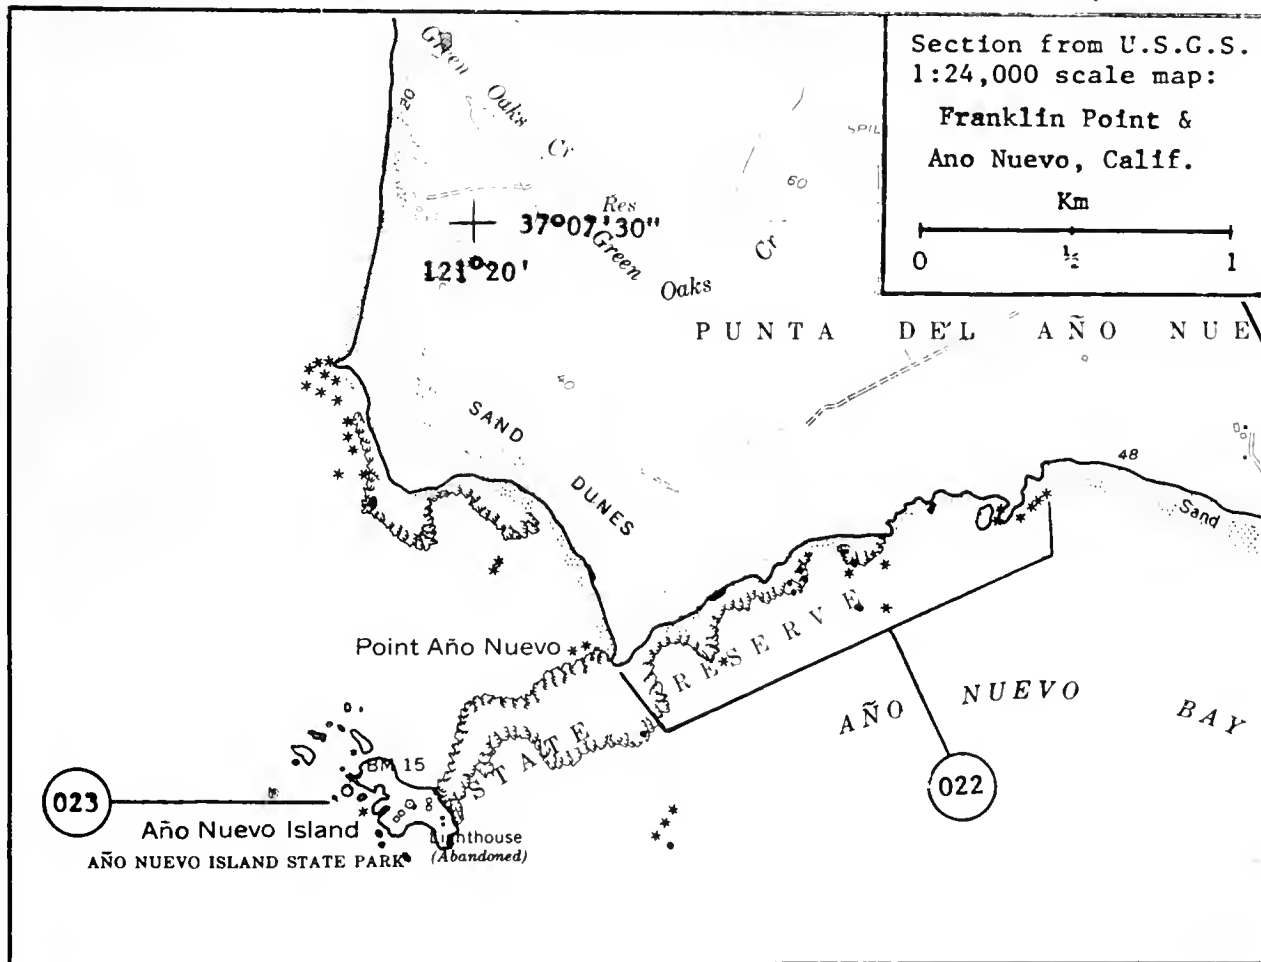 Section from U.S.G.S.
1:24,000 scale map:
Franklin Point &
Ano Nuevo, Calif.
Km
0 ½ 1
Green Oaks Cr
20
SPIL
60
Res
37°07'30"
121°20'
Green Oaks Cr
PUNTA DEL AÑO NUE
40
SAND DUNES
48
Sand
Point Año Nuevo
STATE RESERVE
AÑO NUEVO BAY
BM 15
022
023
Año Nuevo Island
AÑO NUEVO ISLAND STATE PARK
Lighthouse
(Abandoned)